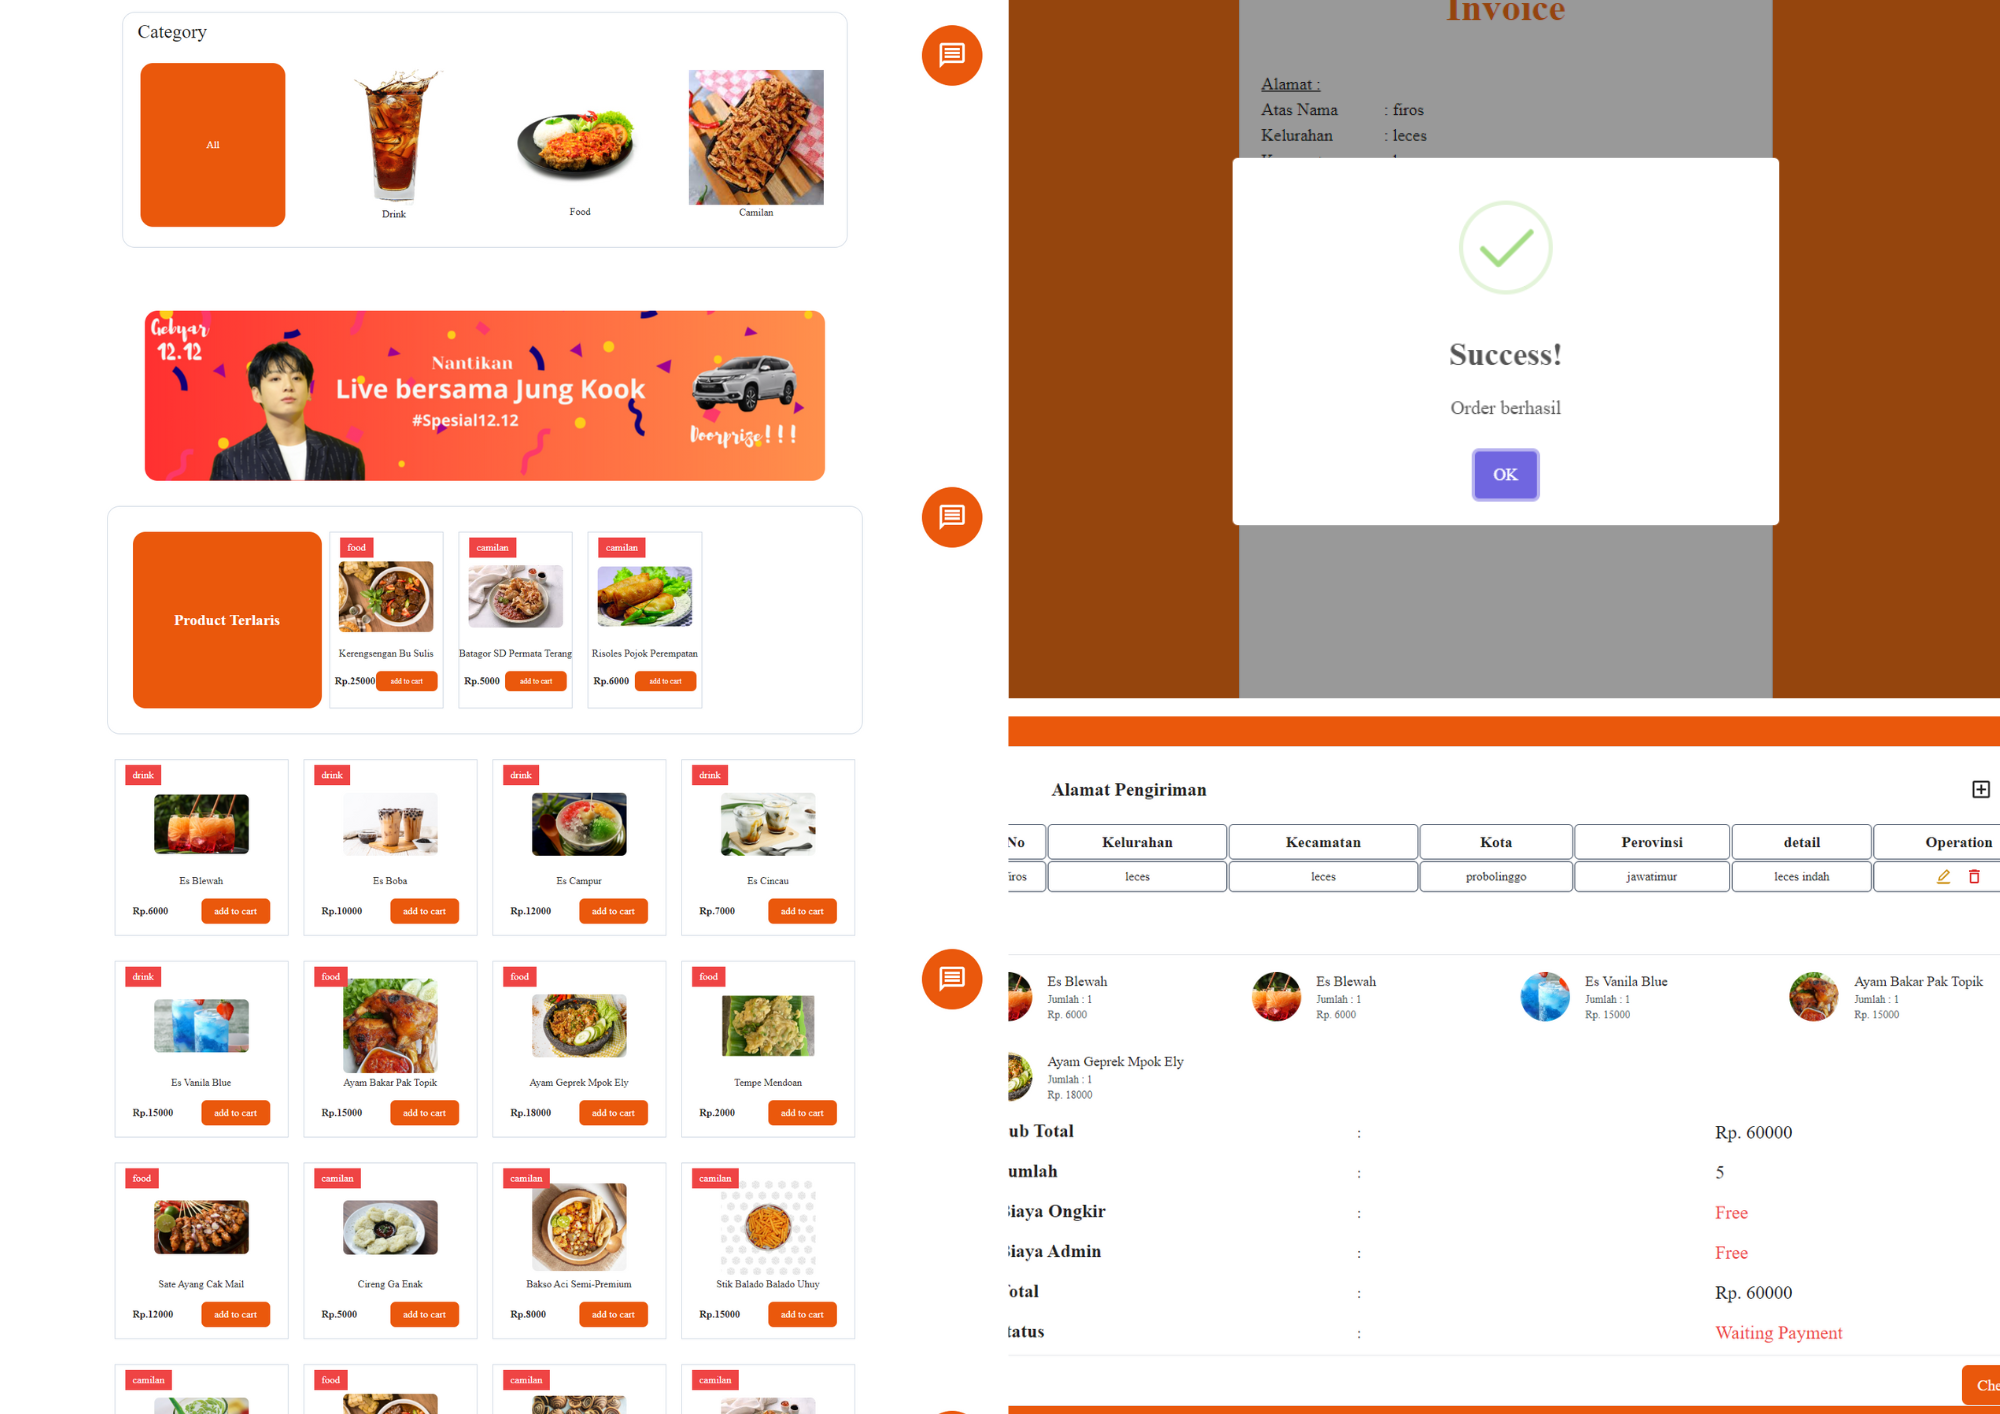 Category
All
Drink
Food
Camilan
Gebyar
12.12
Nantikan
Live bersama Jung Kook
#Spesial12.12
Doorprize!!!
Product Terlaris
food
Kerengsengan Bu Sulis
Rp.25000 add to cart
camilan
Batagor SD Permata Terang
Rp.5000 add to cart
camilan
Risoles Pojok Perempatan
Rp.6000 add to cart
drink
Es Blewah
Rp.6000 add to cart
drink
Es Boba
Rp.10000 add to cart
drink
Es Campur
Rp.12000 add to cart
drink
Es Cincau
Rp.7000 add to cart
drink
Es Vanila Blue
Rp.15000 add to cart
food
Ayam Bakar Pak Topik
Rp.15000 add to cart
food
Ayam Geprek Mpok Ely
Rp.18000 add to cart
food
Tempe Mendoan
Rp.2000 add to cart
food
Sate Ayang Cak Mail
Rp.12000 add to cart
camilan
Cireng Ga Enak
Rp.5000 add to cart
camilan
Bakso Aci Semi-Premium
Rp.8000 add to cart
camilan
Stik Balado Balado Uhuy
Rp.15000 add to cart
camilan
food
camilan
camilan
Invoice
Alamat :
Atas Nama : firos
Kelurahan : leces
Success!
Order berhasil
OK
Alamat Pengiriman
No Kelurahan Kecamatan Kota Perovinsi detail Operation
iros leces leces probolinggo jawatimur leces indah
Es Blewah
Jumlah : 1
Rp. 6000
Es Blewah
Jumlah : 1
Rp. 6000
Es Vanila Blue
Jumlah : 1
Rp. 15000
Ayam Bakar Pak Topik
Jumlah : 1
Rp. 15000
Ayam Geprek Mpok Ely
Jumlah : 1
Rp. 18000
ub Total : Rp. 60000
umlah : 5
iaya Ongkir : Free
iaya Admin : Free
otal : Rp. 60000
tatus : Waiting Payment
Che